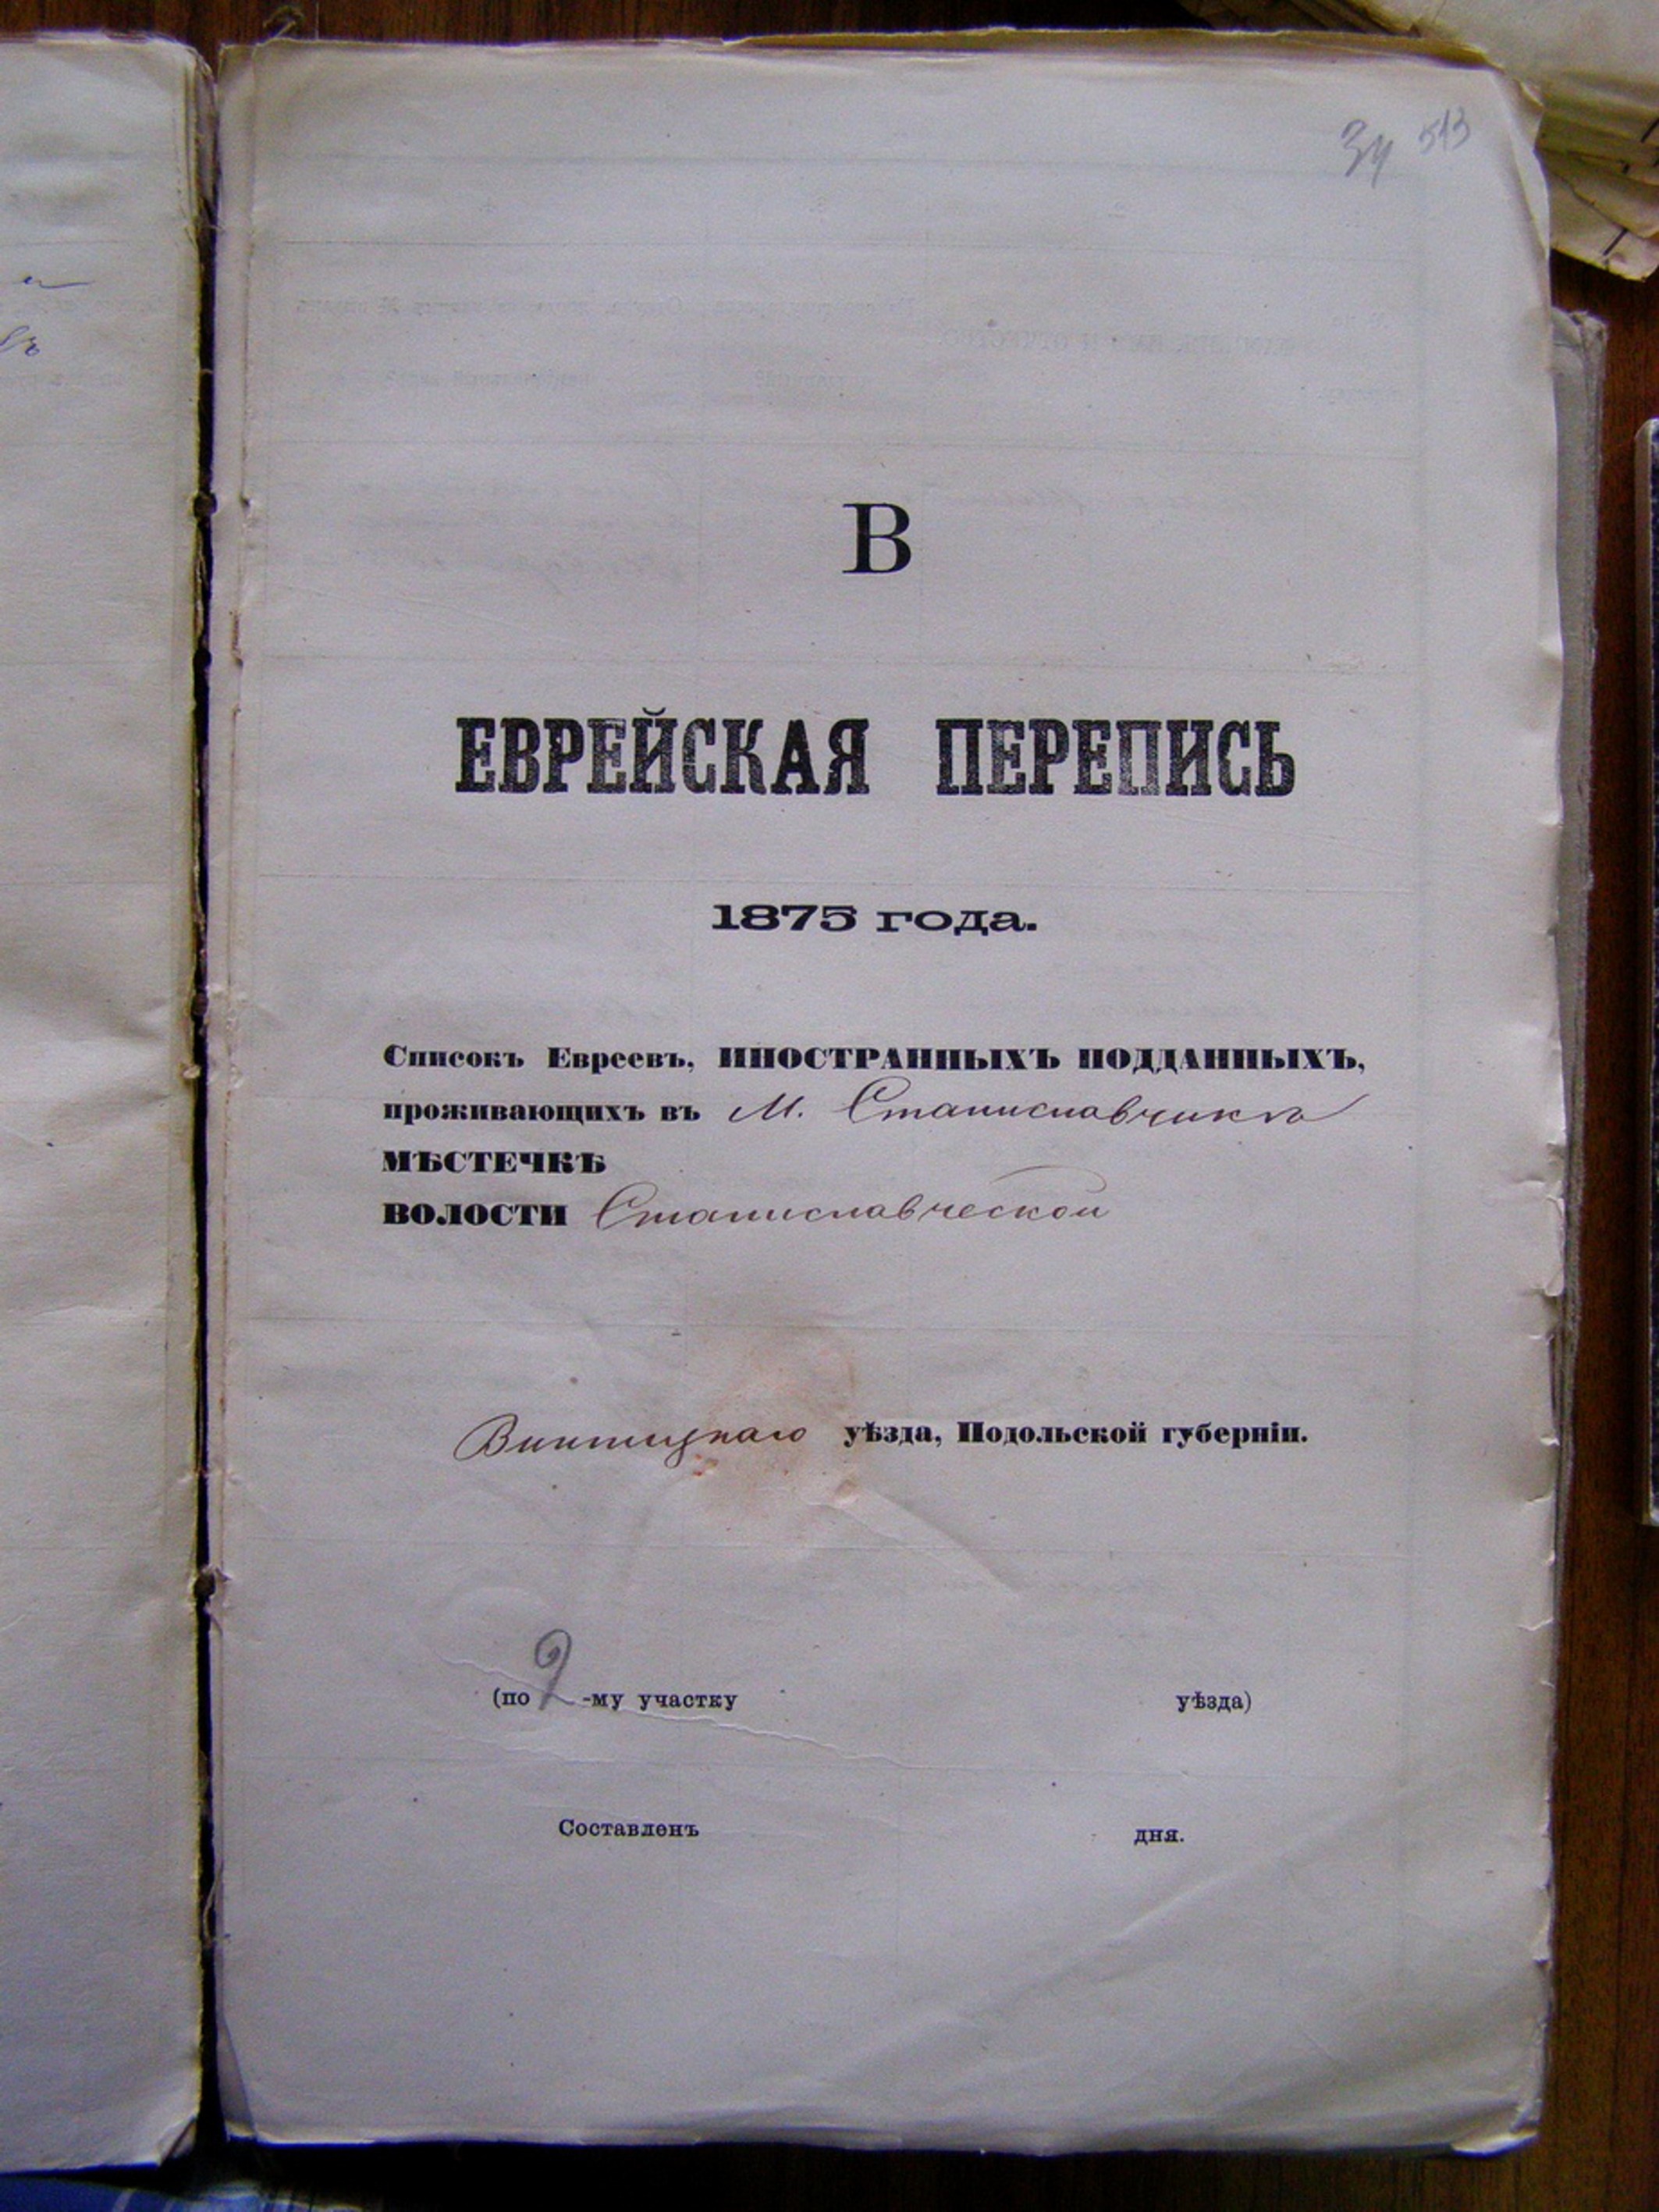 34 513
В
ЕВРЕЙСКАЯ ПЕРЕПИСЬ
1875 года.
Списокъ Евреевъ, ИНОСТРАННЫХЪ ПОДДАННЫХЪ,
проживающихъ въ М. Станиславчикѣ
МѢСТЕЧКѢ
ВОЛОСТИ Станиславческой
Винницкаго уѣзда, Подольской губерніи.
(по 2-му участку уѣзда)
Составленъ дня.